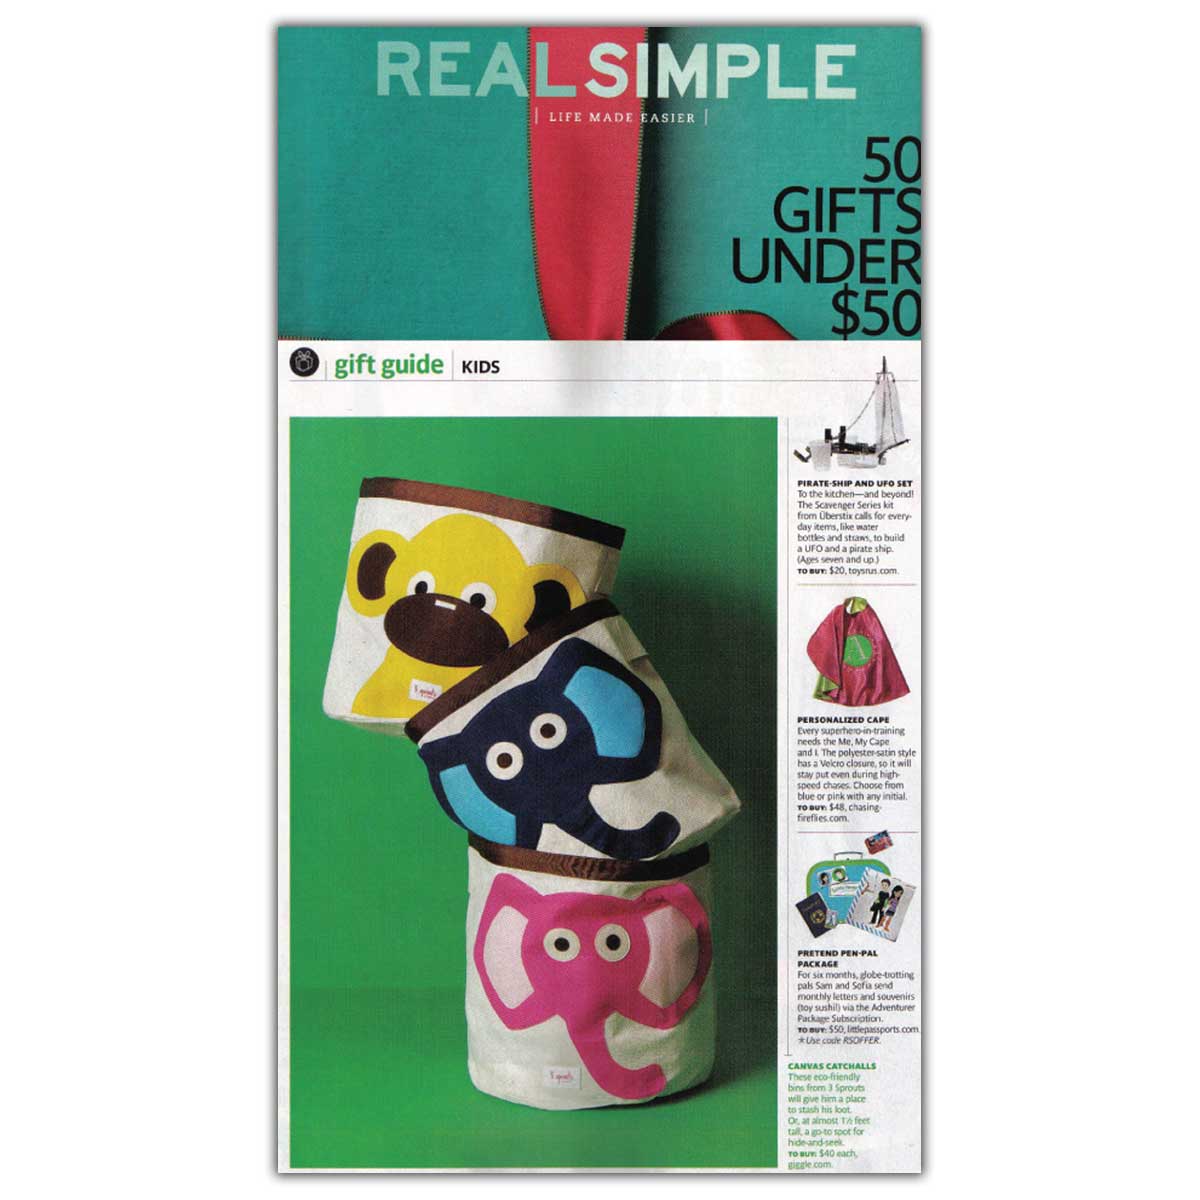 REALSIMPLE
| LIFE MADE EASIER |
50
GIFTS
UNDER
$50
gift guide | KIDS
PIRATE-SHIP AND UFO SET
To the kitchen—and beyond!
The Scavenger Series kit
from Überstix calls for every-
day items, like water
bottles and straws, to build
a UFO and a pirate ship.
(Ages seven and up.)
TO BUY: $20, toysrus.com.
A
PERSONALIZED CAPE
Every superhero-in-training
needs the Me, My Cape
and I. The polyester-satin style
has a Velcro closure, so it will
stay put even during high-
speed chases. Choose from
blue or pink with any initial.
TO BUY: $48, chasing-
fireflies.com.
PRETEND PEN-PAL
PACKAGE
For six months, globe-trotting
pals Sam and Sofia send
monthly letters and souvenirs
(toy sushi!) via the Adventurer
Package Subscription.
TO BUY: $50, littlepassports.com.
*Use code RSOFFER.
CANVAS CATCHALLS
These eco-friendly
bins from 3 Sprouts
will give him a place
to stash his loot.
Or, at almost 1½ feet
tall, a go-to spot for
hide-and-seek.
TO BUY: $40 each,
giggle.com.
3 sprouts
3 sprouts